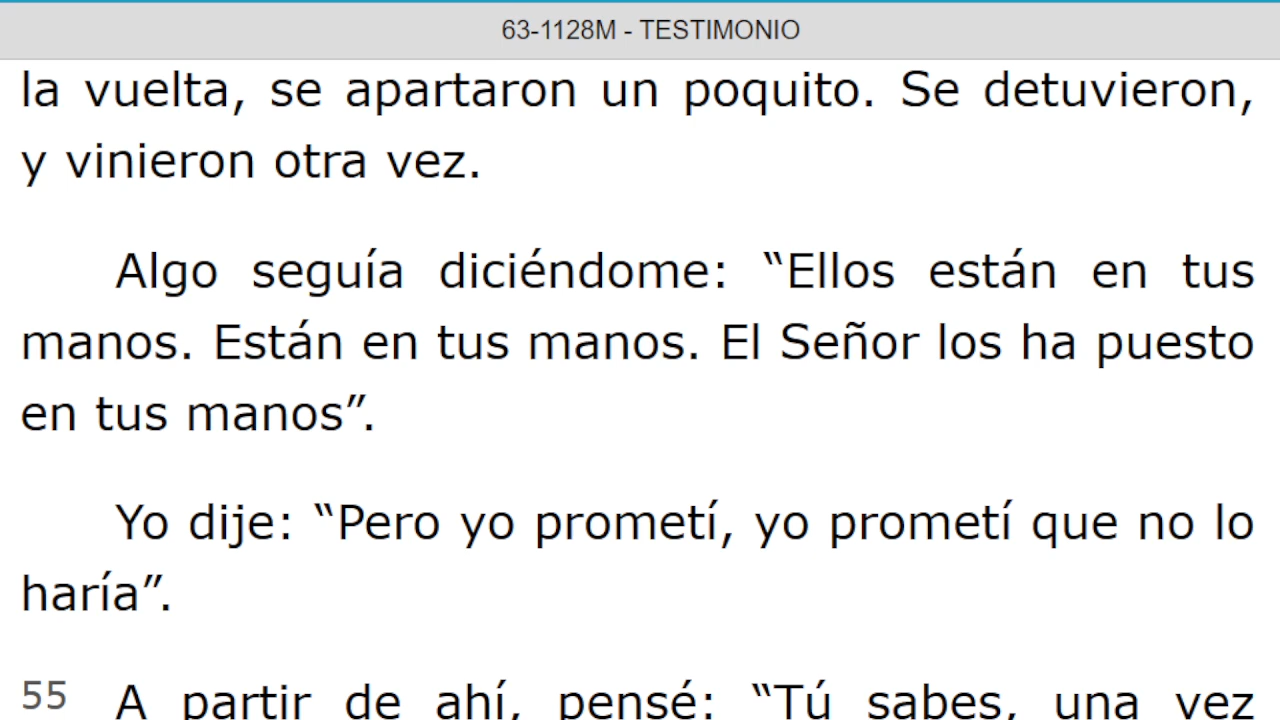 63-1128M - TESTIMONIO
la vuelta, se apartaron un poquito. Se detuvieron,
y vinieron otra vez.
Algo seguía diciéndome: “Ellos están en tus
manos. Están en tus manos. El Señor los ha puesto
en tus manos”.
Yo dije: “Pero yo prometí, yo prometí que no lo
haría”.
55 A partir de ahí, pensé: “Tú sabes, una vez